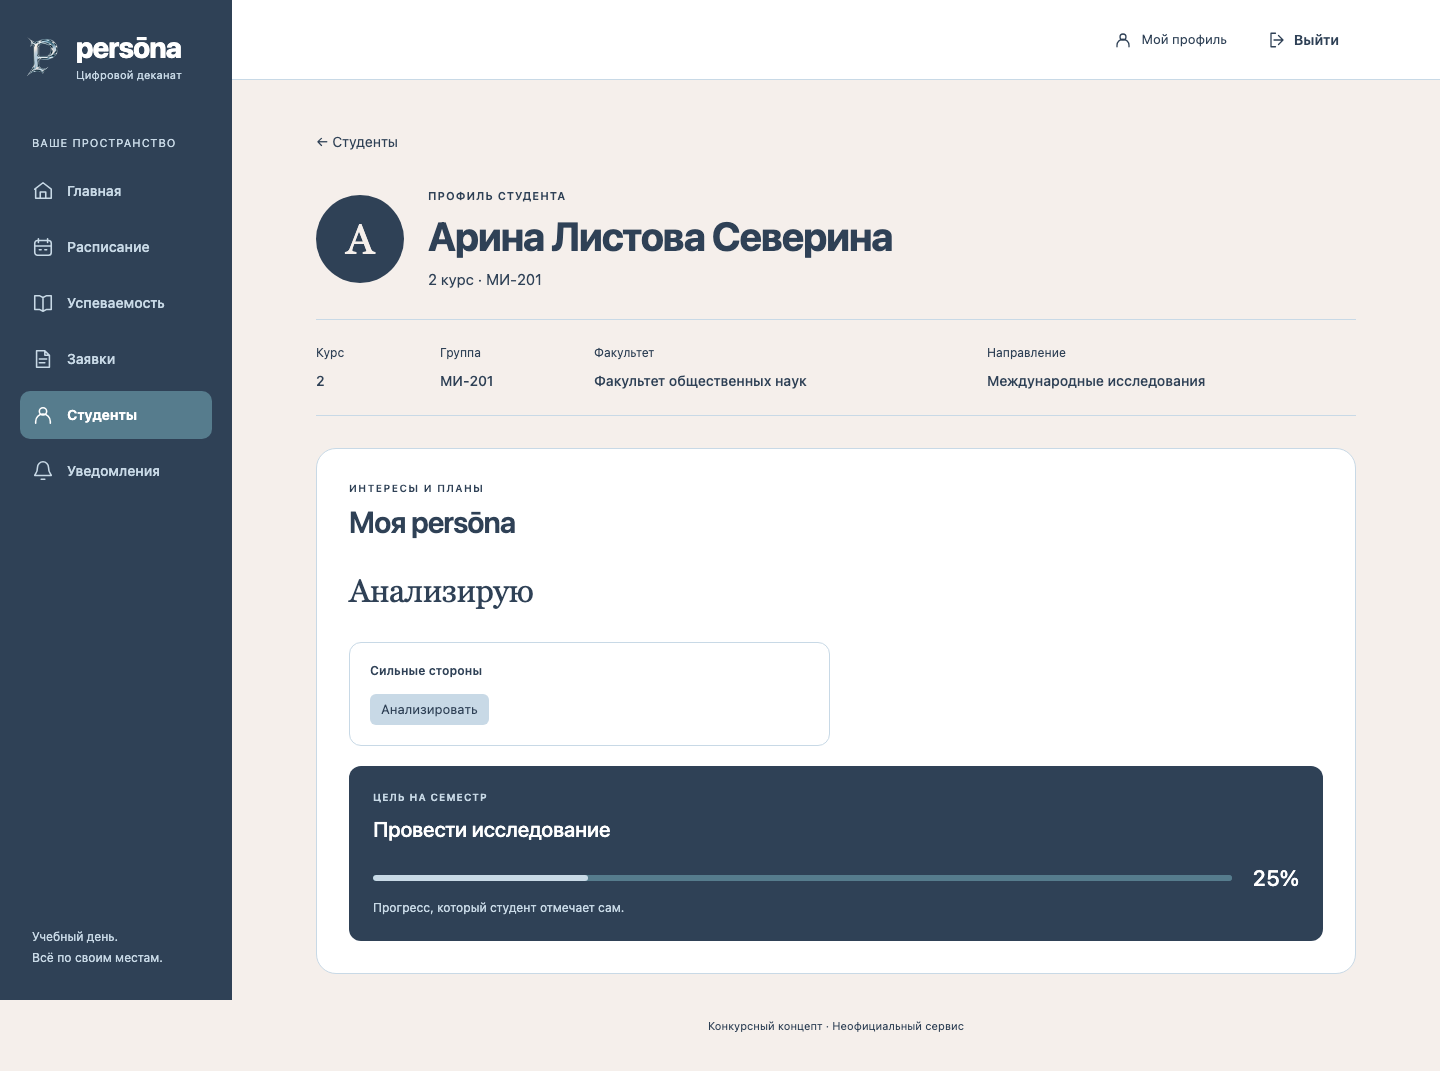 persōna
Цифровой деканат
ВАШЕ ПРОСТРАНСТВО
Главная
Расписание
Успеваемость
Заявки
Студенты
Уведомления
Учебный день.
Всё по своим местам.
Мой профиль
Выйти
← Студенты
А
ПРОФИЛЬ СТУДЕНТА
Арина Листова Северина
2 курс · МИ-201
Курс
2
Группа
МИ-201
Факультет
Факультет общественных наук
Направление
Международные исследования
ИНТЕРЕСЫ И ПЛАНЫ
Моя persōna
Анализирую
Сильные стороны
Анализировать
ЦЕЛЬ НА СЕМЕСТР
Провести исследование
25%
Прогресс, который студент отмечает сам.
Конкурсный концепт · Неофициальный сервис